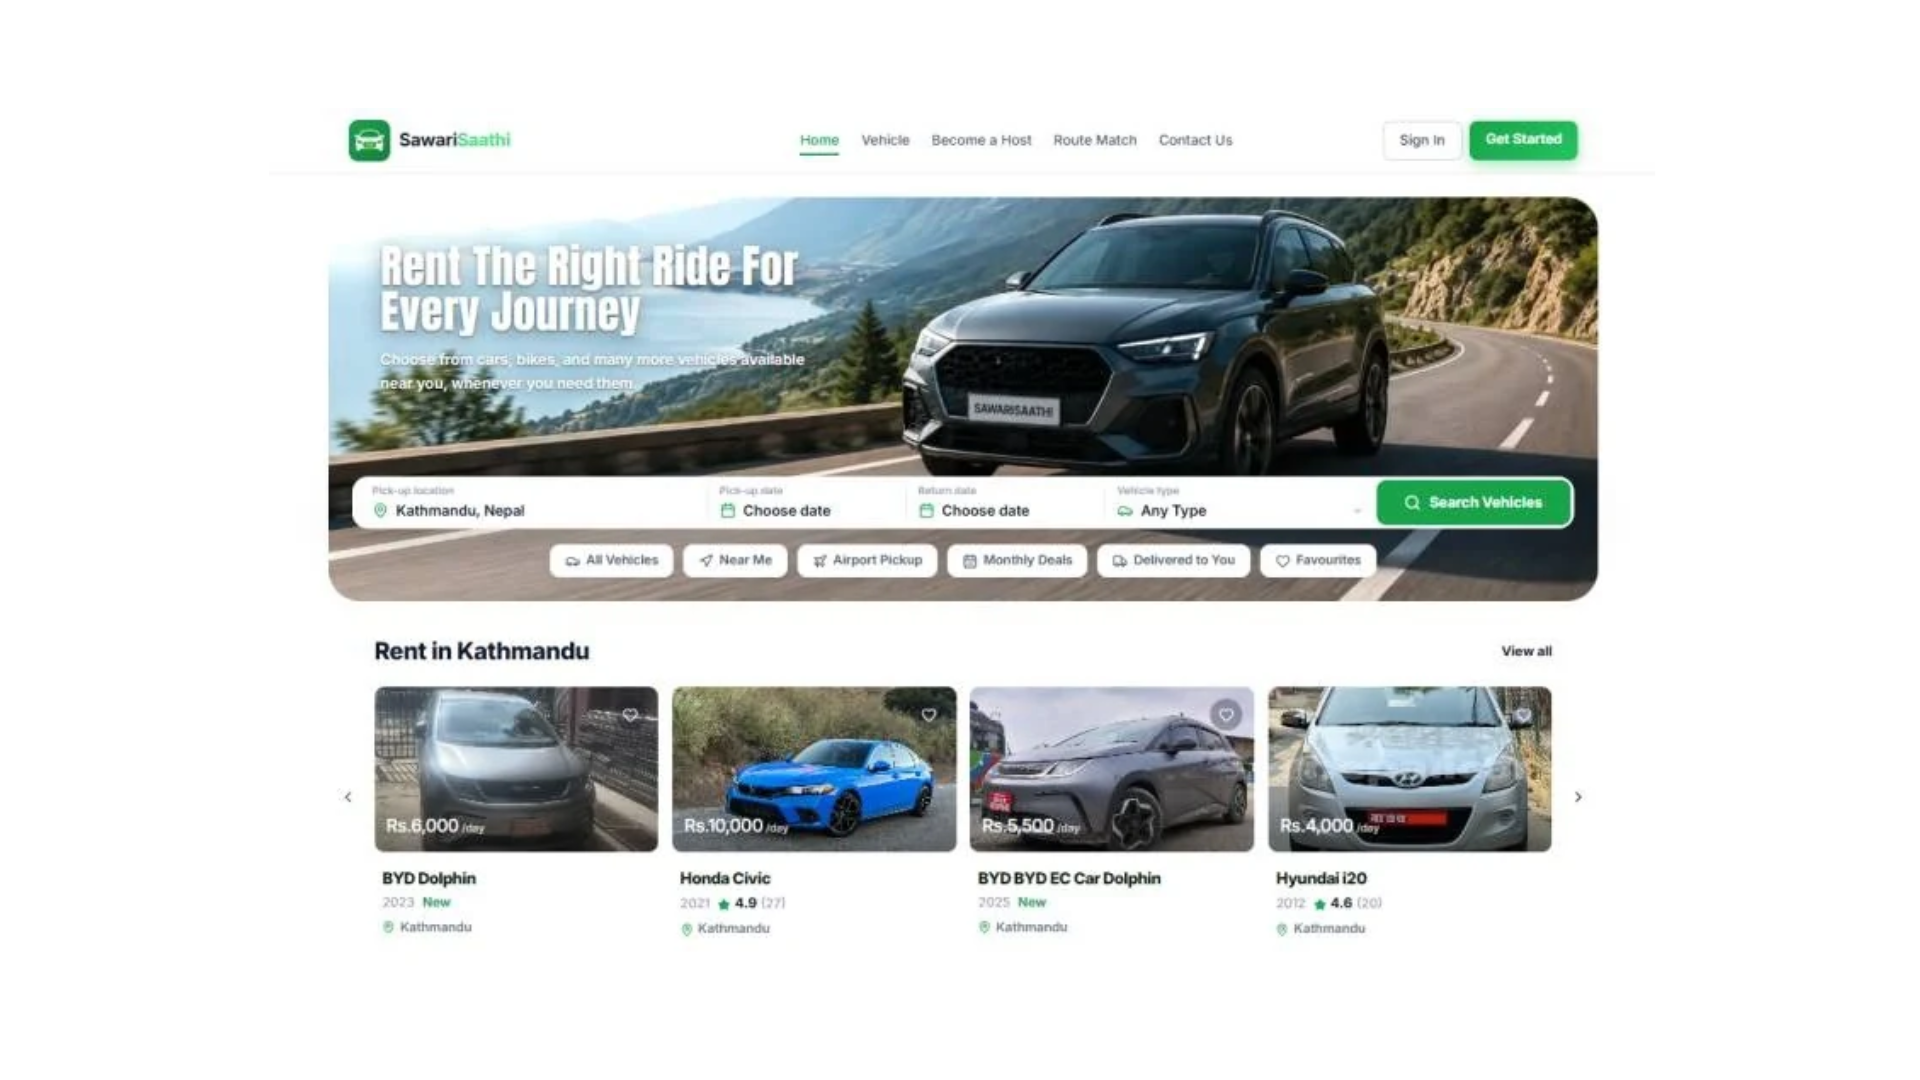 SawariSaathi
Home Vehicle Become a Host Route Match Contact Us
Sign In Get Started
Rent The Right Ride For
Every Journey
Choose from cars, bikes, and many more vehicles available
near you, whenever you need them.
SAWARISAATHI
Pick-up location Pick-up date Return date Vehicle type
Kathmandu, Nepal Choose date Choose date Any Type Search Vehicles
All Vehicles Near Me Airport Pickup Monthly Deals Delivered to You Favourites
Rent in Kathmandu View all
Rs.6,000 /day Rs.10,000 /day Rs.5,500 /day Rs.4,000 /day
BYD Dolphin Honda Civic BYD BYD EC Car Dolphin Hyundai i20
2023 New 2021 4.9 (27) 2025 New 2012 4.6 (20)
Kathmandu Kathmandu Kathmandu Kathmandu